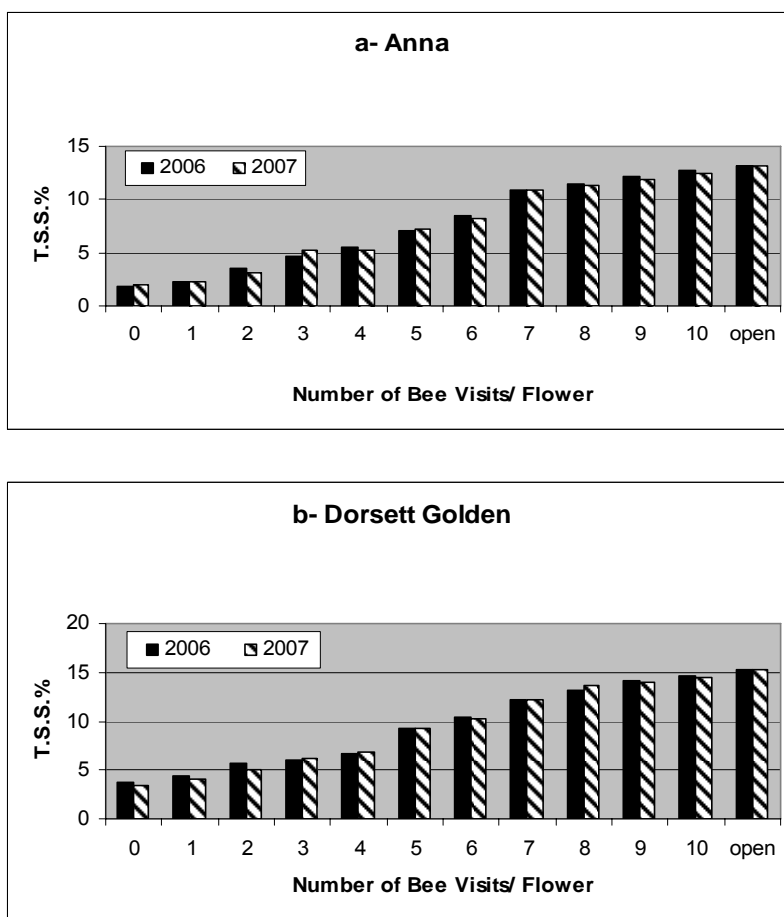 a- Anna
15
10
5
0
T.S.S.%
2006 2007
0 1 2 3 4 5 6 7 8 9 10 open
Number of Bee Visits/ Flower
b- Dorsett Golden
20
15
10
5
0
T.S.S.%
2006 2007
0 1 2 3 4 5 6 7 8 9 10 open
Number of Bee Visits/ Flower